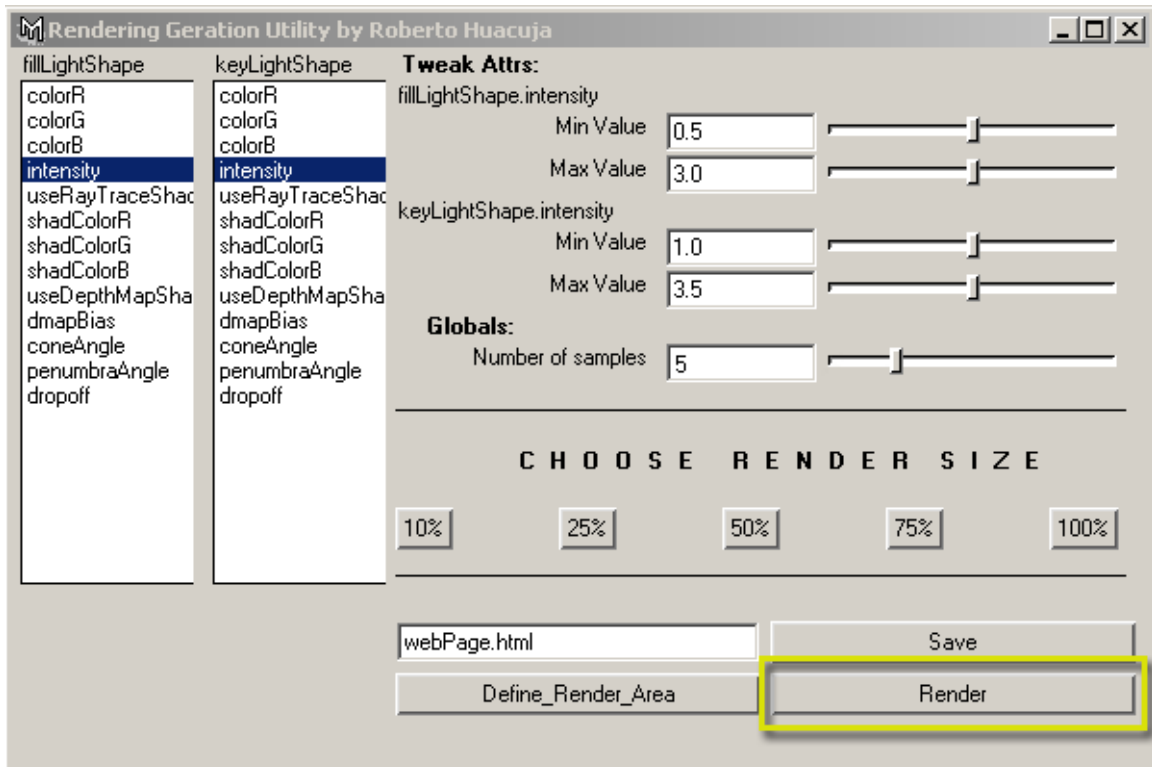 Rendering Geration Utility by Roberto Huacuja
fillLightShape
colorR
colorG
colorB
intensity
useRayTraceShad
shadColorR
shadColorG
shadColorB
useDepthMapSha
dmapBias
coneAngle
penumbraAngle
dropoff
keyLightShape
colorR
colorG
colorB
intensity
useRayTraceShad
shadColorR
shadColorG
shadColorB
useDepthMapSha
dmapBias
coneAngle
penumbraAngle
dropoff
Tweak Attrs:
fillLightShape.intensity
Min Value 0.5
Max Value 3.0
keyLightShape.intensity
Min Value 1.0
Max Value 3.5
Globals:
Number of samples 5
CHOOSE RENDER SIZE
10% 25% 50% 75% 100%
webPage.html Save
Define_Render_Area Render